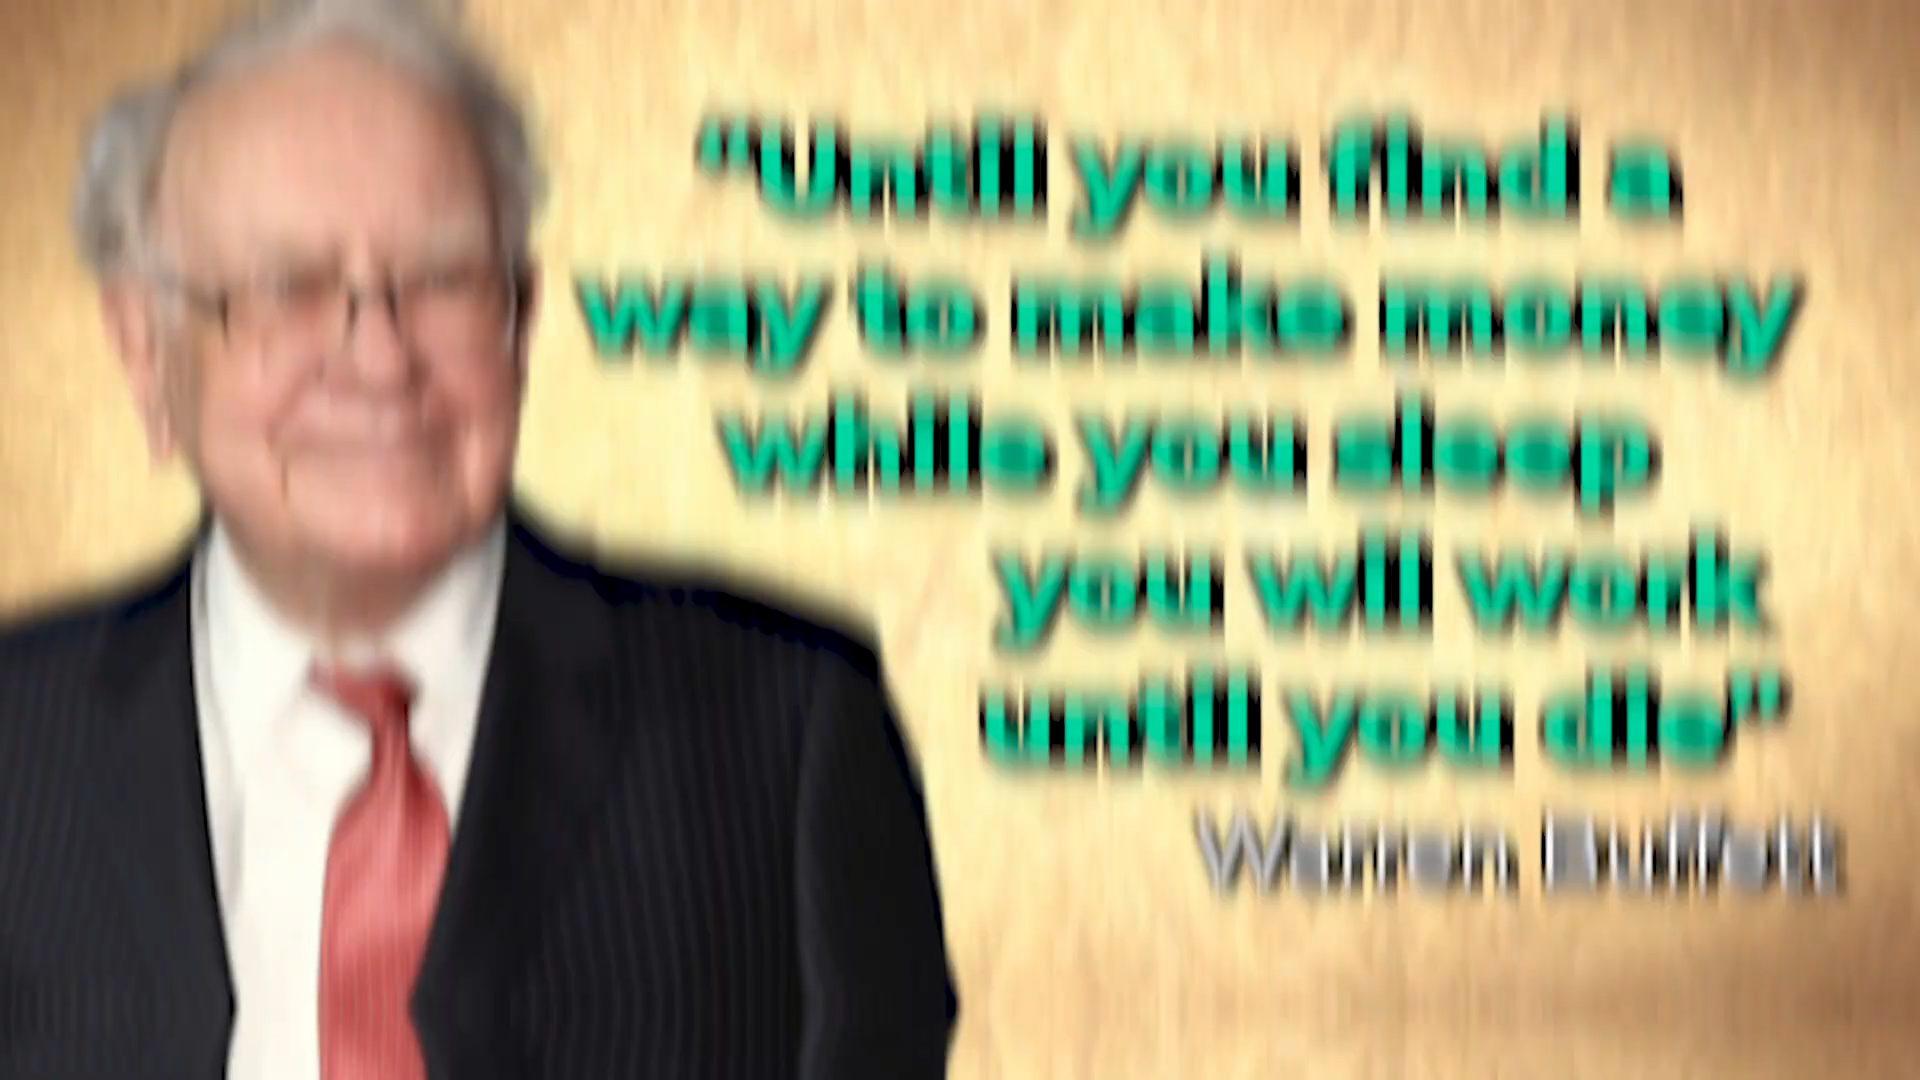 "Until you find a
way to make money
while you sleep
you will work
until you die"
Warren Buffett